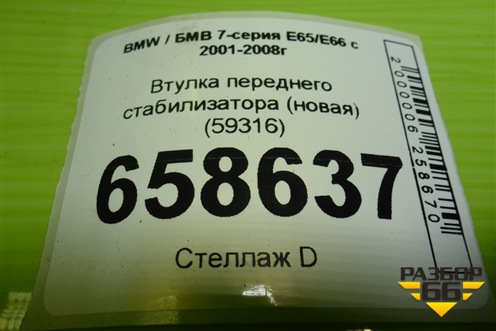 BMW / БМВ 7-серия E65/E66 с
2001-2008г
Втулка переднего
стабилизатора (новая)
(59316)
658637
Стеллаж D
2000006258670
РАЗБОР
66